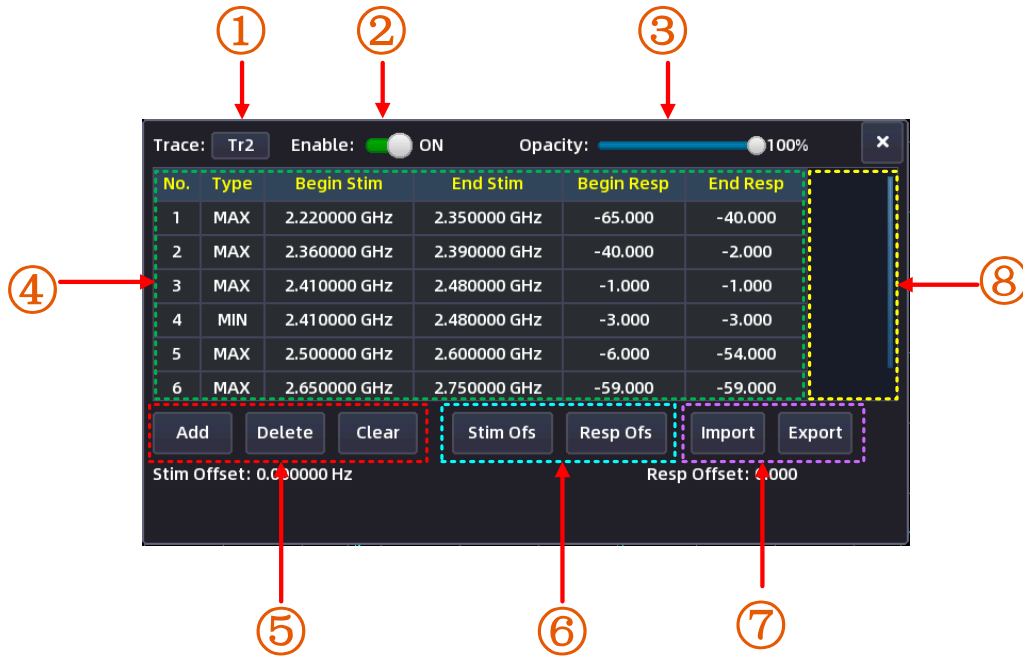 ① ② ③
Trace: Tr2 Enable: ON Opacity: 100% ×
No. Type Begin Stim End Stim Begin Resp End Resp
1 MAX 2.220000 GHz 2.350000 GHz -65.000 -40.000
2 MAX 2.360000 GHz 2.390000 GHz -40.000 -2.000
3 MAX 2.410000 GHz 2.480000 GHz -1.000 -1.000
④ ⑧
4 MIN 2.410000 GHz 2.480000 GHz -3.000 -3.000
5 MAX 2.500000 GHz 2.600000 GHz -6.000 -54.000
6 MAX 2.650000 GHz 2.750000 GHz -59.000 -59.000
Add Delete Clear Stim Ofs Resp Ofs Import Export
Stim Offset: 0.000000 Hz Resp Offset: 0.000
⑤ ⑥ ⑦